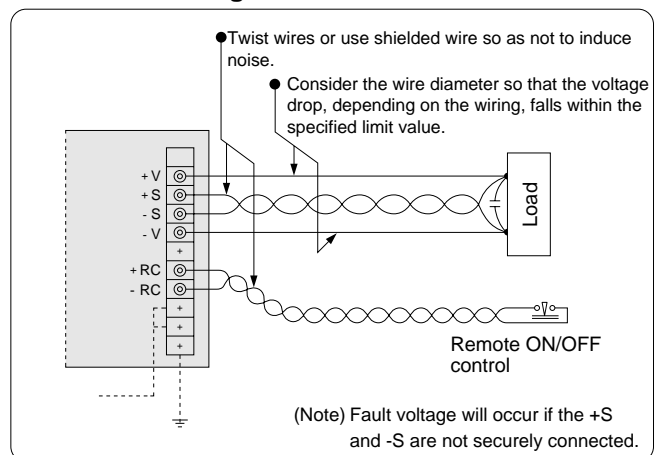 Twist wires or use shielded wire so as not to induce
noise.
Consider the wire diameter so that the voltage
drop, depending on the wiring, falls within the
specified limit value.
+ V
+ S
- S
- V
+
+ RC
- RC
+
+
+
Load
Remote ON/OFF
control
(Note) Fault voltage will occur if the +S
and -S are not securely connected.